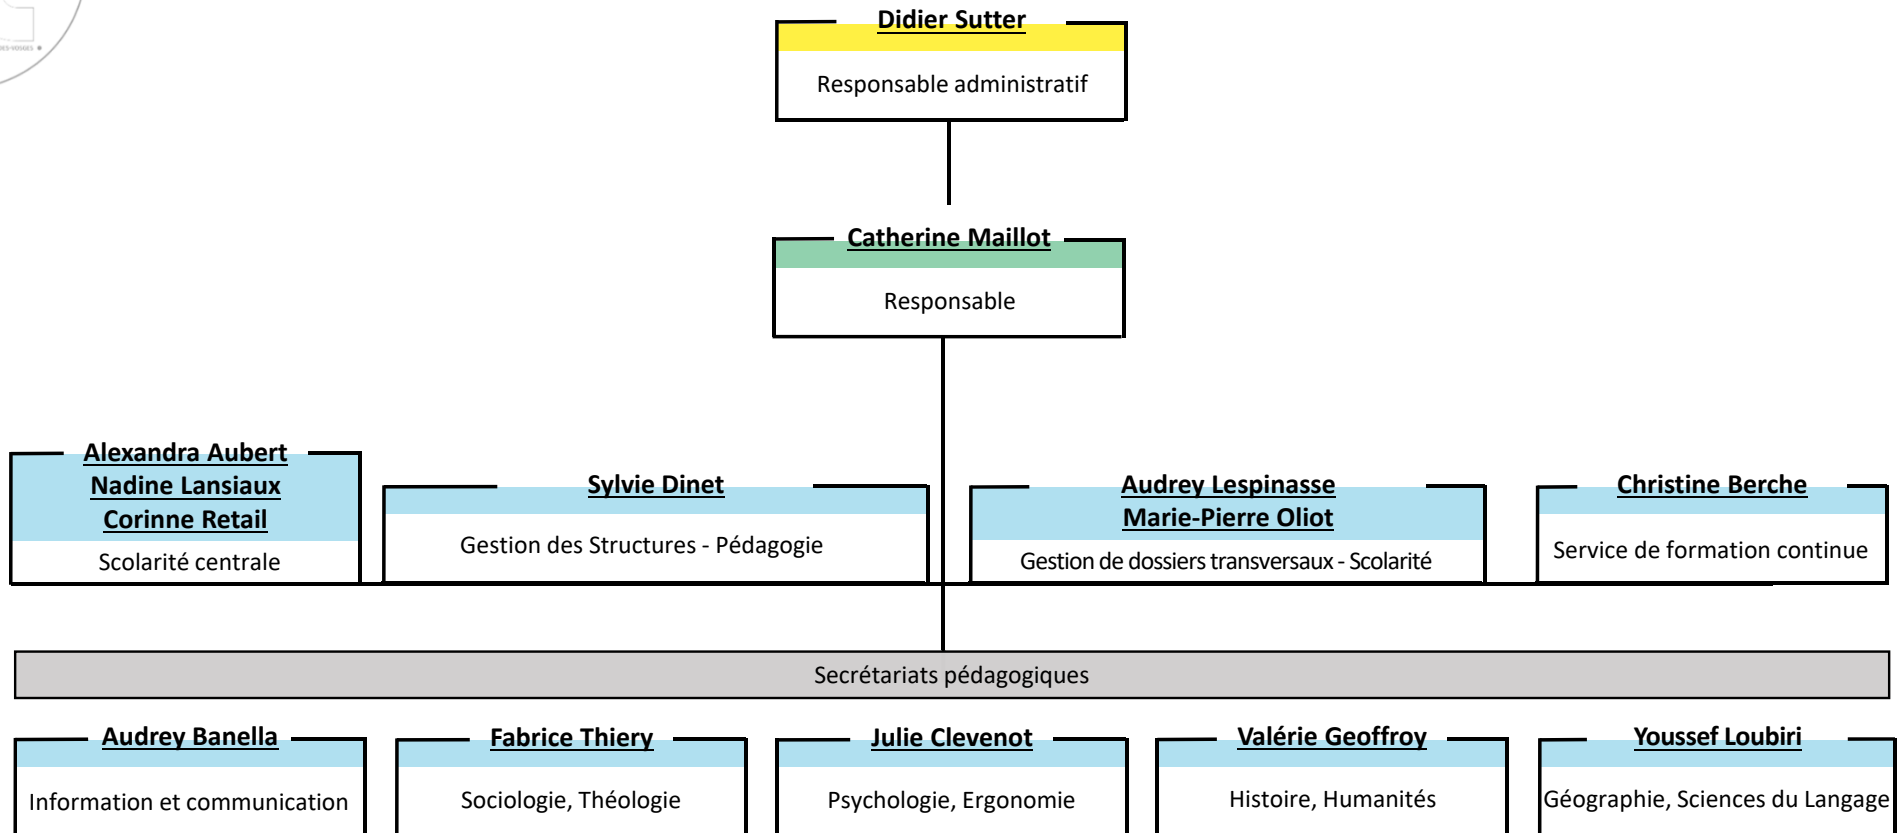 Didier Sutter
Responsable administratif
Catherine Maillot
Responsable
Alexandra Aubert
Nadine Lansiaux
Corinne Retail
Scolarité centrale
Sylvie Dinet
Gestion des Structures - Pédagogie
Audrey Lespinasse
Marie-Pierre Oliot
Gestion de dossiers transversaux - Scolarité
Christine Berche
Service de formation continue
Secrétariats pédagogiques
Audrey Banella
Information et communication
Fabrice Thiery
Sociologie, Théologie
Julie Clevenot
Psychologie, Ergonomie
Valérie Geoffroy
Histoire, Humanités
Youssef Loubiri
Géographie, Sciences du Langage